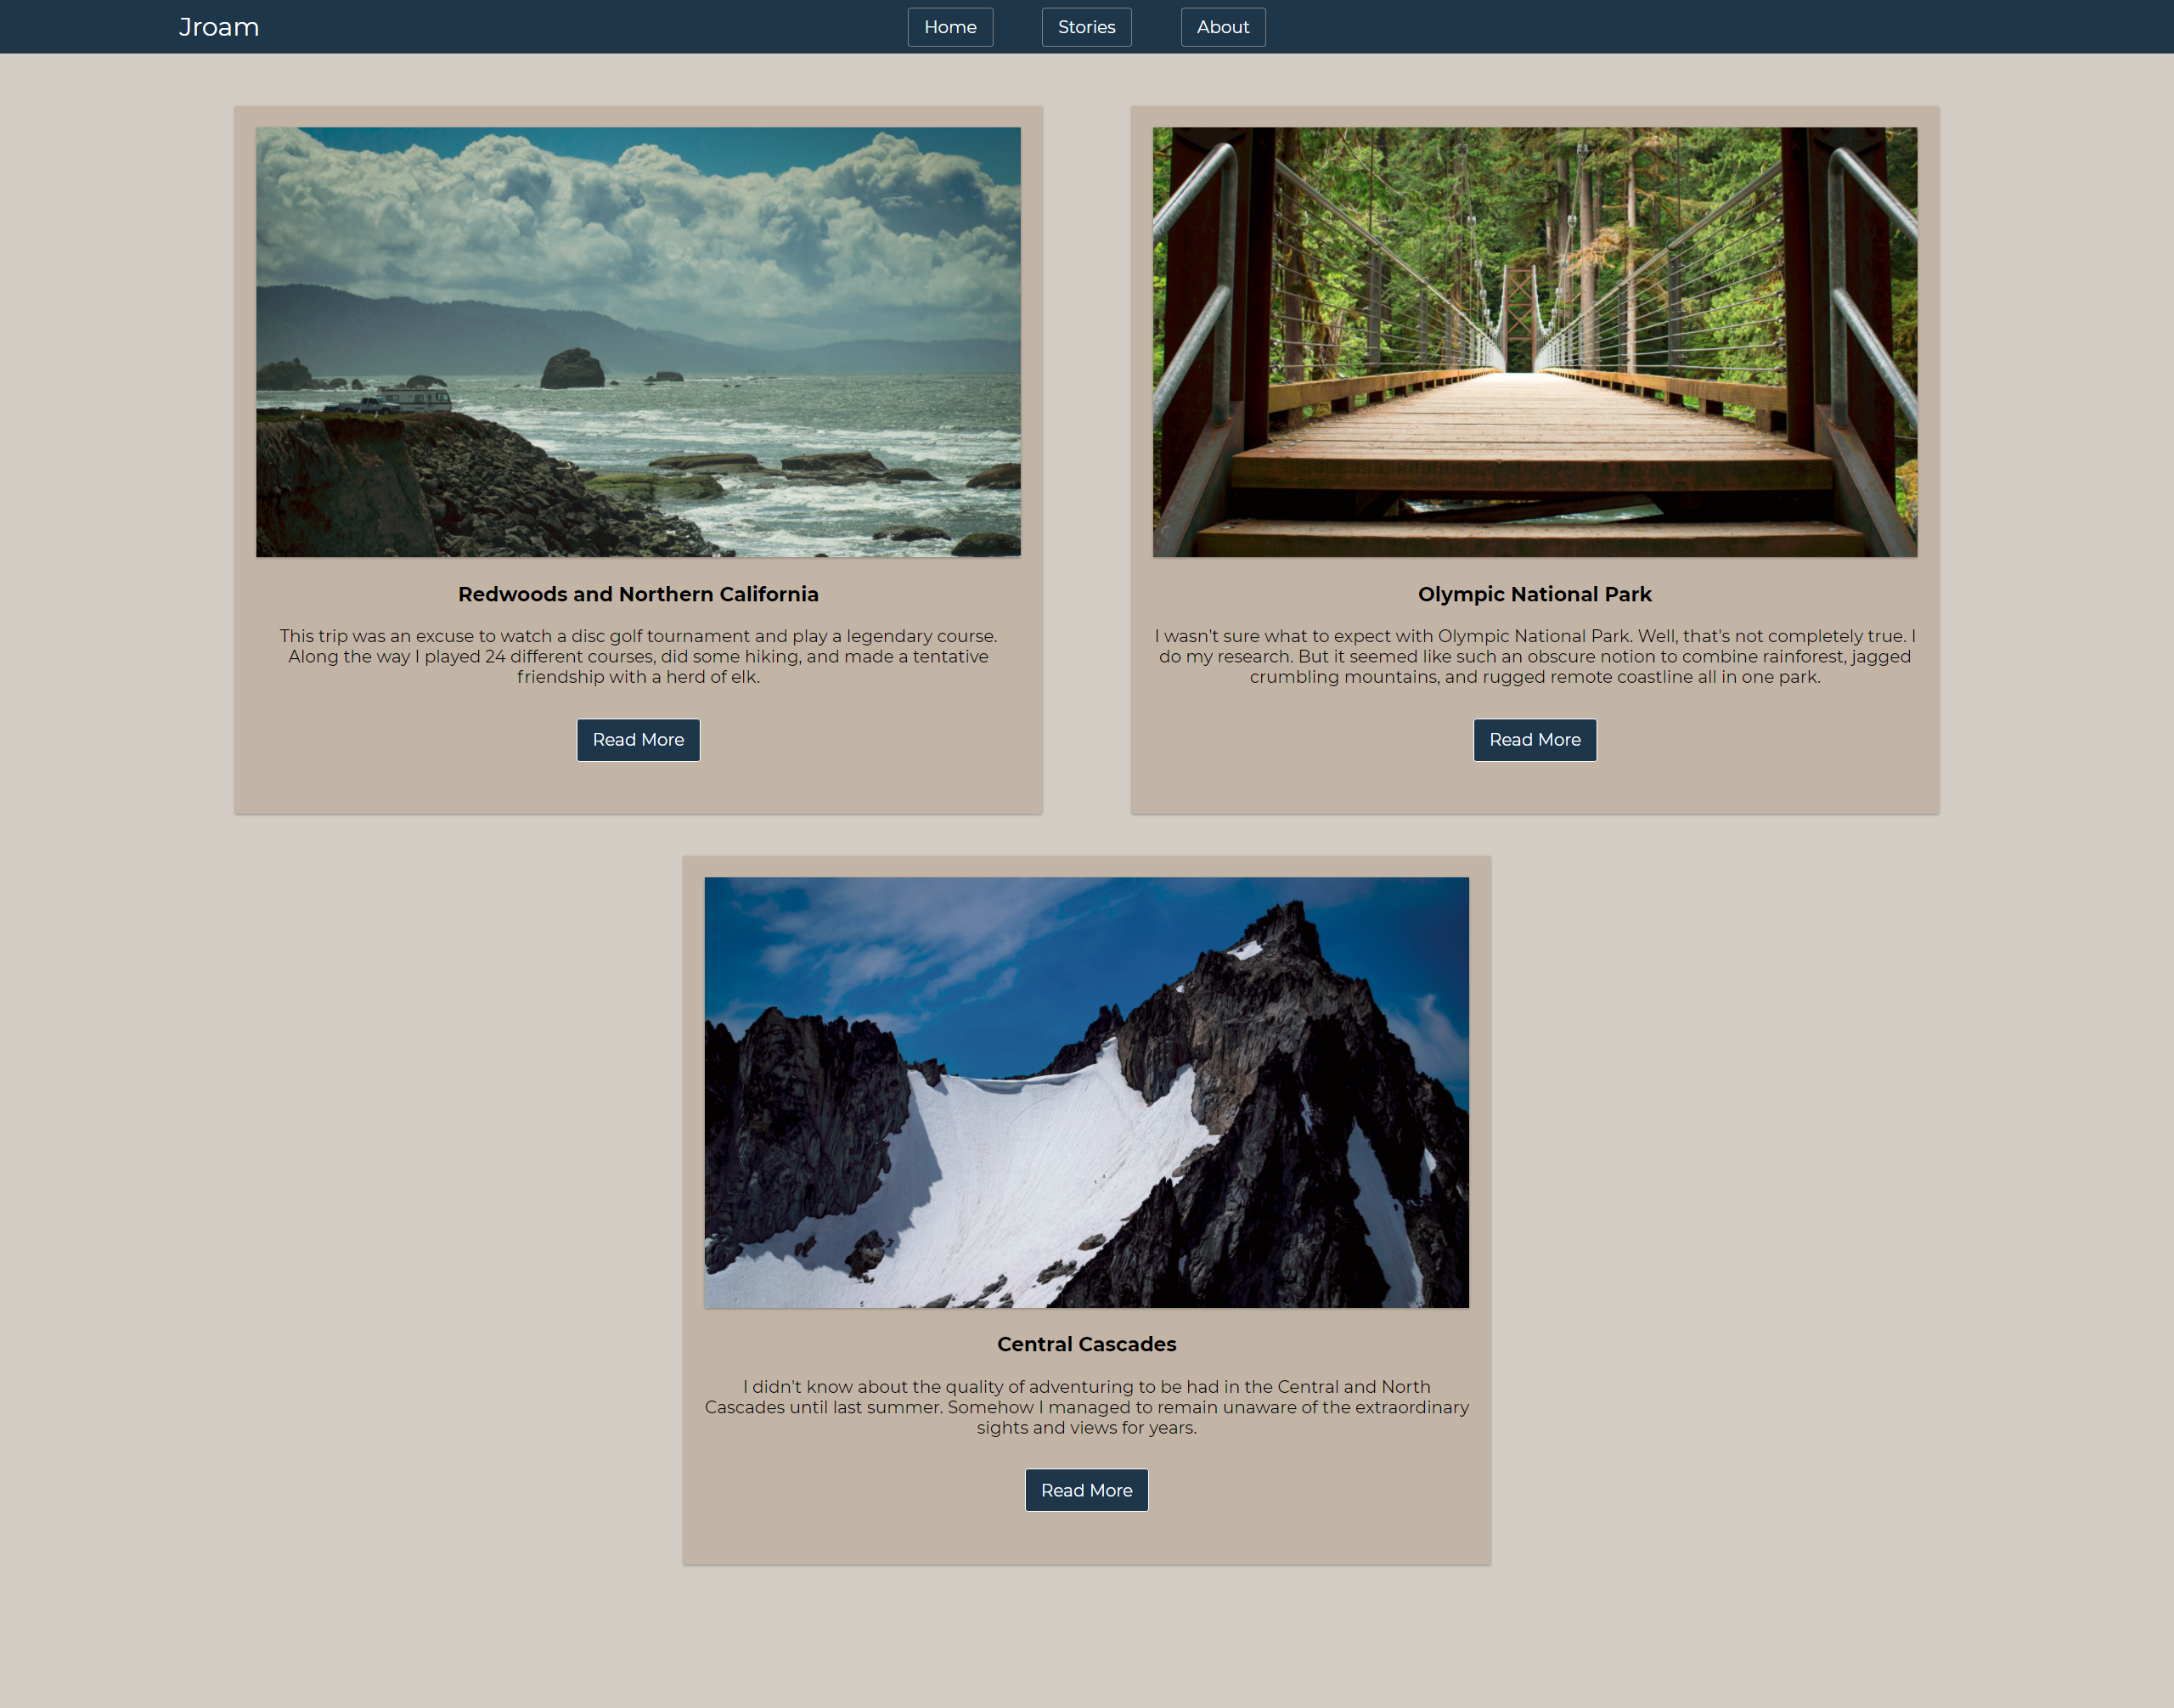 Jroam
Home
Stories
About
Redwoods and Northern California
This trip was an excuse to watch a disc golf tournament and play a legendary course.
Along the way I played 24 different courses, did some hiking, and made a tentative
friendship with a herd of elk.
Read More
Olympic National Park
I wasn't sure what to expect with Olympic National Park. Well, that's not completely true. I
do my research. But it seemed like such an obscure notion to combine rainforest, jagged
crumbling mountains, and rugged remote coastline all in one park.
Read More
Central Cascades
I didn't know about the quality of adventuring to be had in the Central and North
Cascades until last summer. Somehow I managed to remain unaware of the extraordinary
sights and views for years.
Read More